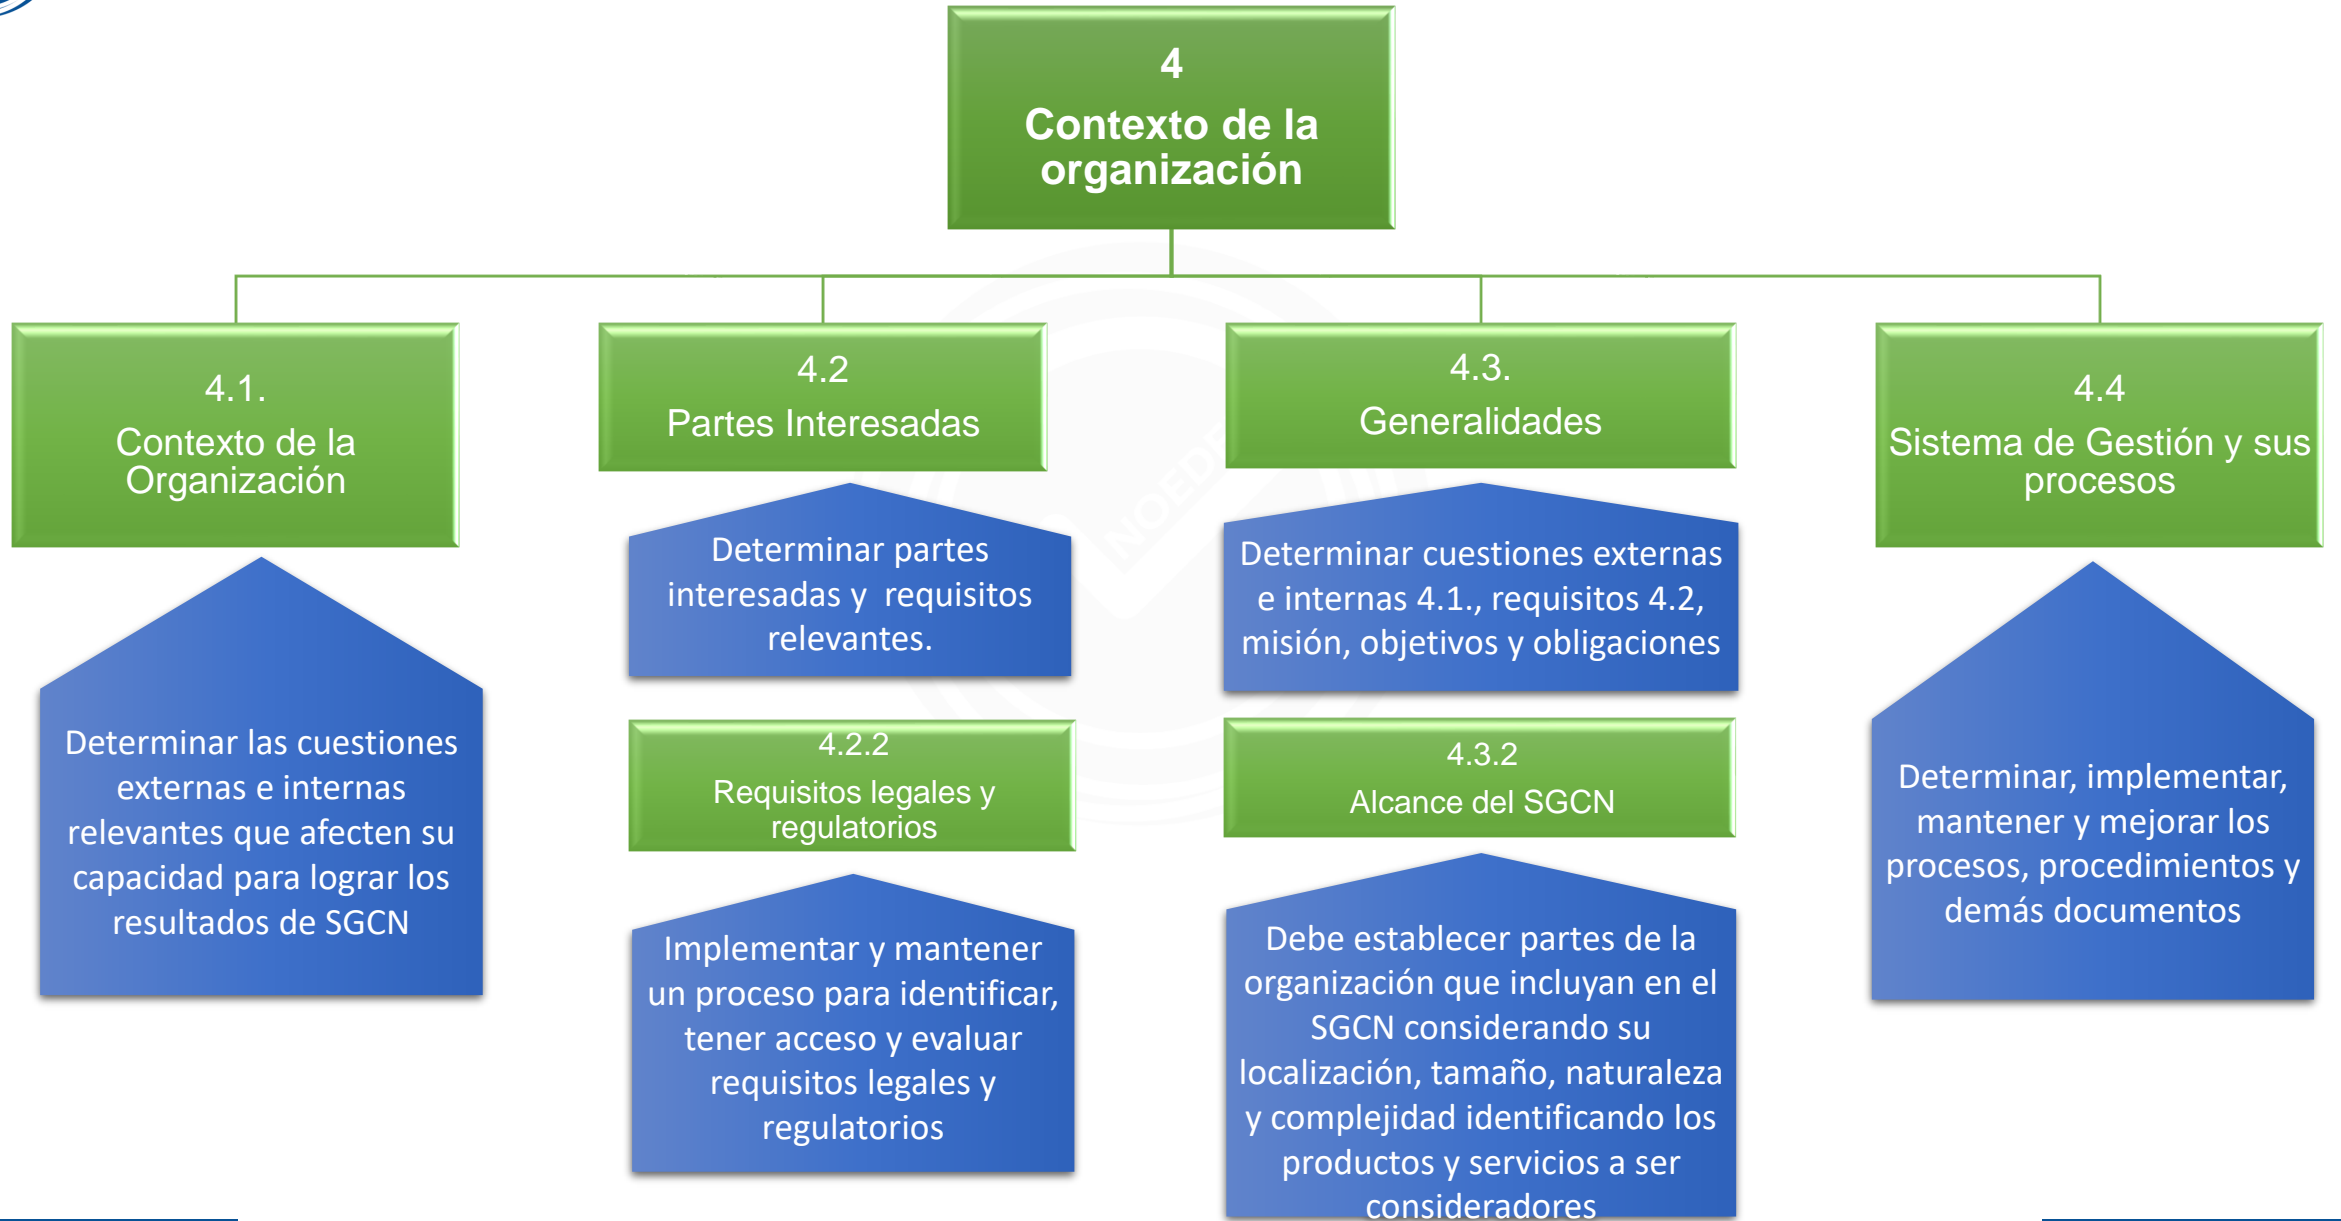 4
Contexto de la
organización
4.1.
Contexto de la
Organización
Determinar las cuestiones
externas e internas
relevantes que afecten su
capacidad para lograr los
resultados de SGCN
4.2
Partes Interesadas
Determinar partes
interesadas y requisitos
relevantes.
4.2.2
Requisitos legales y
regulatorios
Implementar y mantener
un proceso para identificar,
tener acceso y evaluar
requisitos legales y
regulatorios
4.3.
Generalidades
Determinar cuestiones externas
e internas 4.1., requisitos 4.2,
misión, objetivos y obligaciones
4.3.2
Alcance del SGCN
Debe establecer partes de la
organización que incluyan en el
SGCN considerando su
localización, tamaño, naturaleza
y complejidad identificando los
productos y servicios a ser
consideradores
4.4
Sistema de Gestión y sus
procesos
Determinar, implementar,
mantener y mejorar los
procesos, procedimientos y
demás documentos